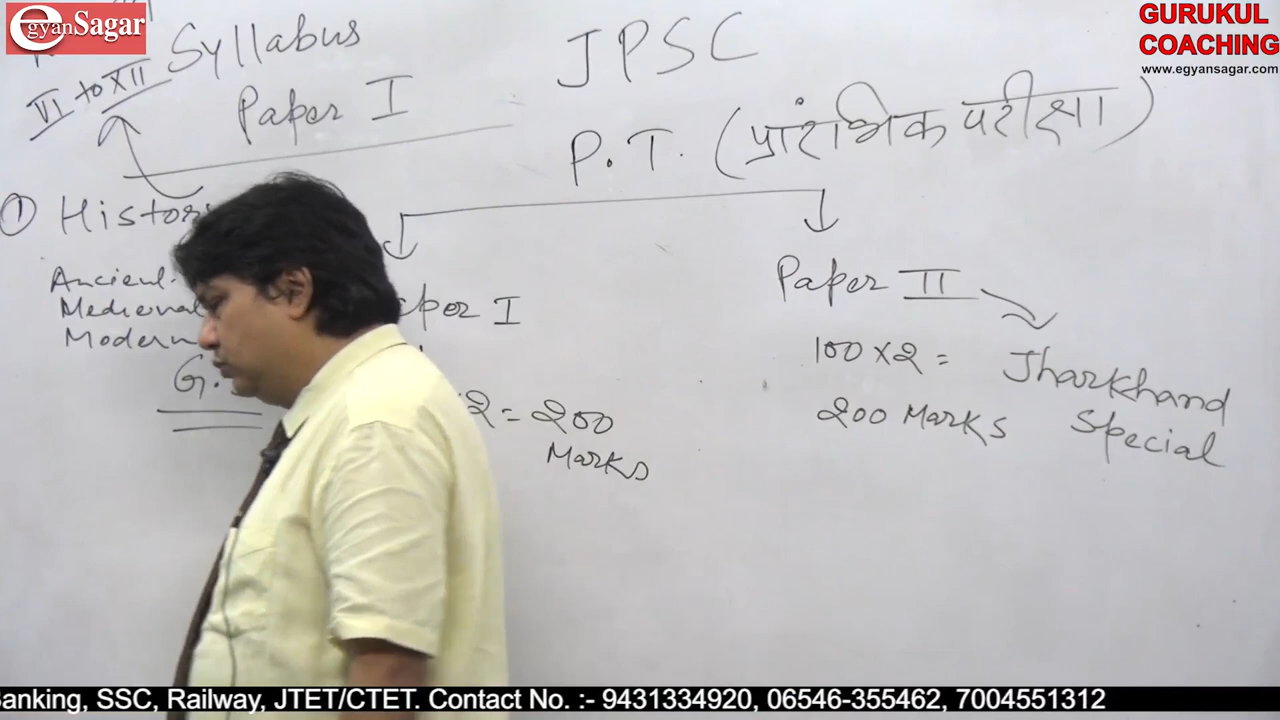 egyanSagar
GURUKUL
COACHING
www.egyansagar.com
VI to XII
Syllabus
Paper I
JPSC
P.T. (प्रारंभिक परीक्षा)
① Histor
Ancient
Medieval
Modern
G.
aper I
×2 = 200
Marks
Paper II
100×2 =
200 Marks
Jharkhand
Special
Banking, SSC, Railway, JTET/CTET. Contact No. :- 9431334920, 06546-355462, 7004551312